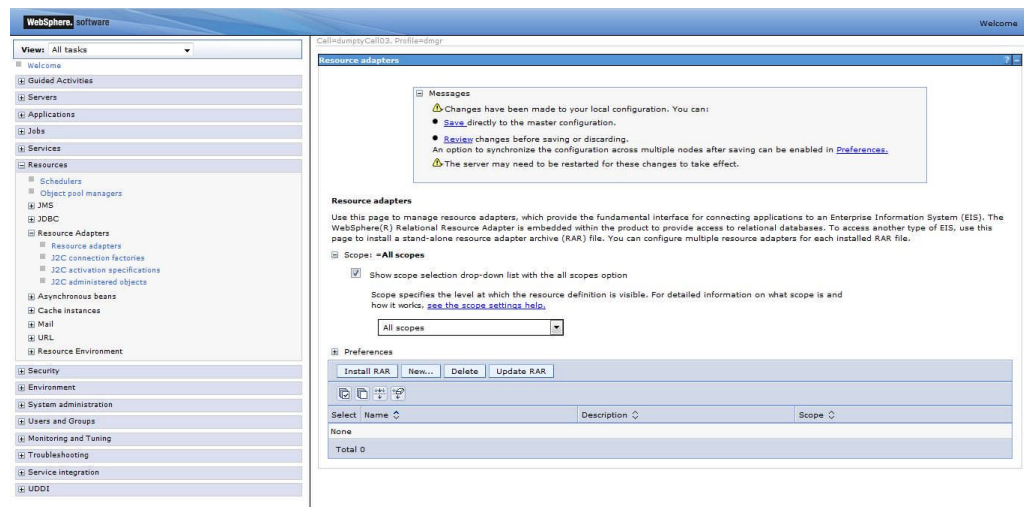 WebSphere. software
Welcome
View: All tasks
Welcome
Guided Activities
Servers
Applications
Jobs
Services
Resources
Schedulers
Object pool managers
JMS
JDBC
Resource Adapters
Resource adapters
J2C connection factories
J2C activation specifications
J2C administered objects
Asynchronous beans
Cache instances
Mail
URL
Resource Environment
Security
Environment
System administration
Users and Groups
Monitoring and Tuning
Troubleshooting
Service integration
UDDI
Cell=dumptyCell03, Profile=dmgr
Resource adapters ? -
Messages
Changes have been made to your local configuration. You can:
Save directly to the master configuration.
Review changes before saving or discarding.
An option to synchronize the configuration across multiple nodes after saving can be enabled in Preferences.
The server may need to be restarted for these changes to take effect.
Resource adapters
Use this page to manage resource adapters, which provide the fundamental interface for connecting applications to an Enterprise Information System (EIS). The
WebSphere(R) Relational Resource Adapter is embedded within the product to provide access to relational databases. To access another type of EIS, use this
page to install a stand-alone resource adapter archive (RAR) file. You can configure multiple resource adapters for each installed RAR file.
Scope: =All scopes
Show scope selection drop-down list with the all scopes option
Scope specifies the level at which the resource definition is visible. For detailed information on what scope is and
how it works, see the scope settings help.
All scopes
Preferences
Install RAR New... Delete Update RAR
Select Name Description Scope
None
Total 0